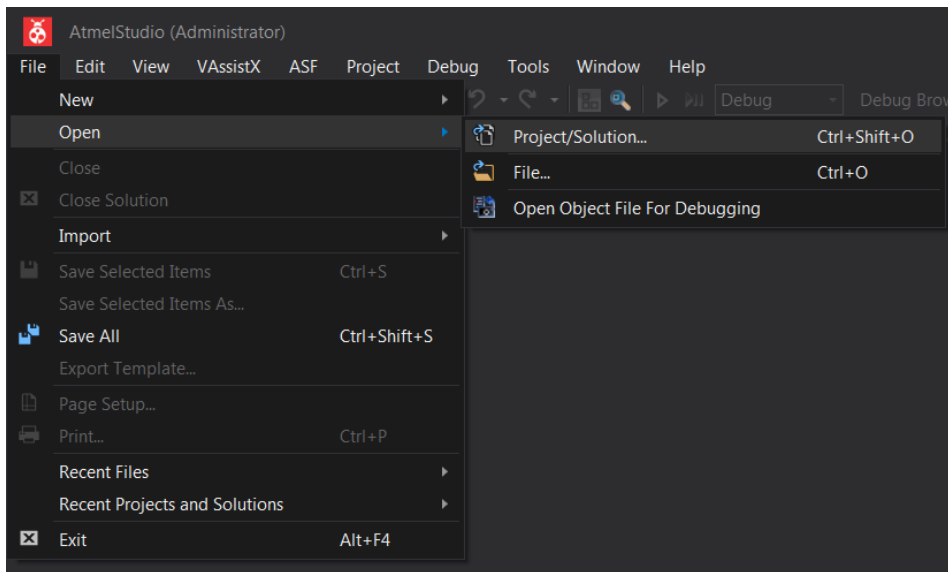 AtmelStudio (Administrator)
File Edit View VAssistX ASF Project Debug Tools Window Help
New Debug Debug Brow
Open Project/Solution... Ctrl+Shift+O
Close File... Ctrl+O
Close Solution Open Object File For Debugging
Import
Save Selected Items Ctrl+S
Save Selected Items As...
Save All Ctrl+Shift+S
Export Template...
Page Setup...
Print... Ctrl+P
Recent Files
Recent Projects and Solutions
Exit Alt+F4